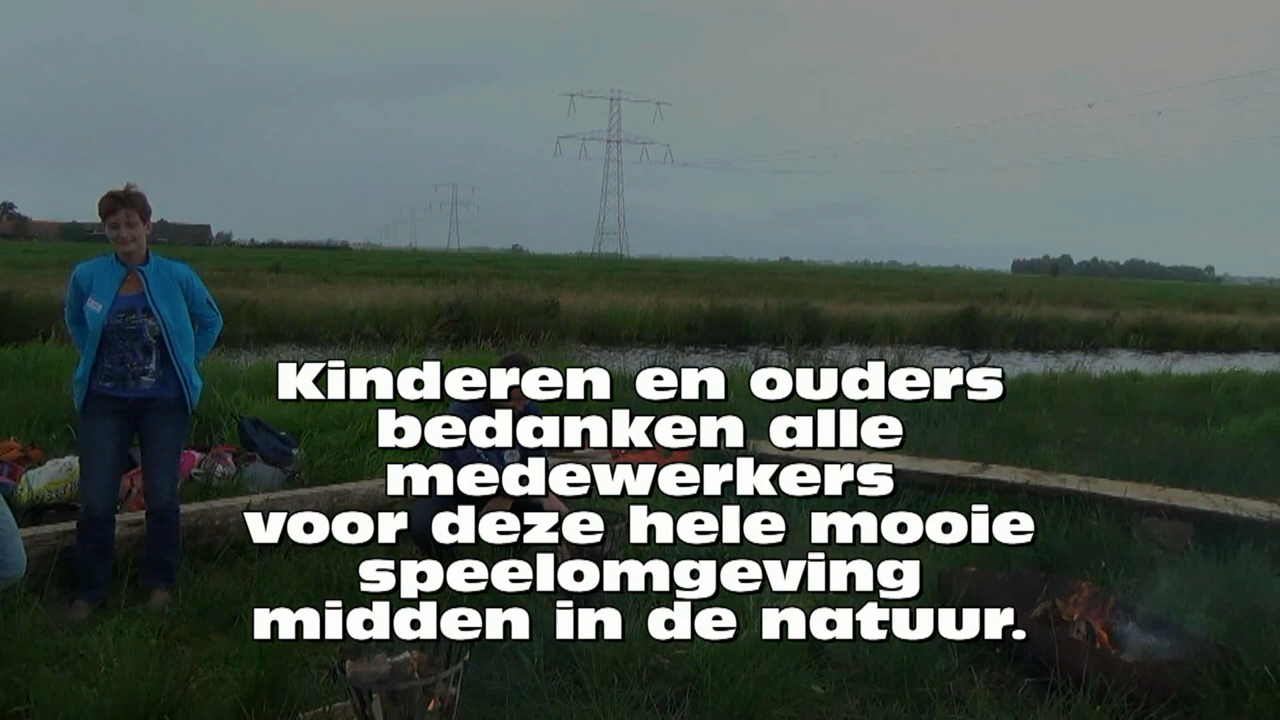 Kinderen en ouders
bedanken alle
medewerkers
voor deze hele mooie
speelomgeving
midden in de natuur.